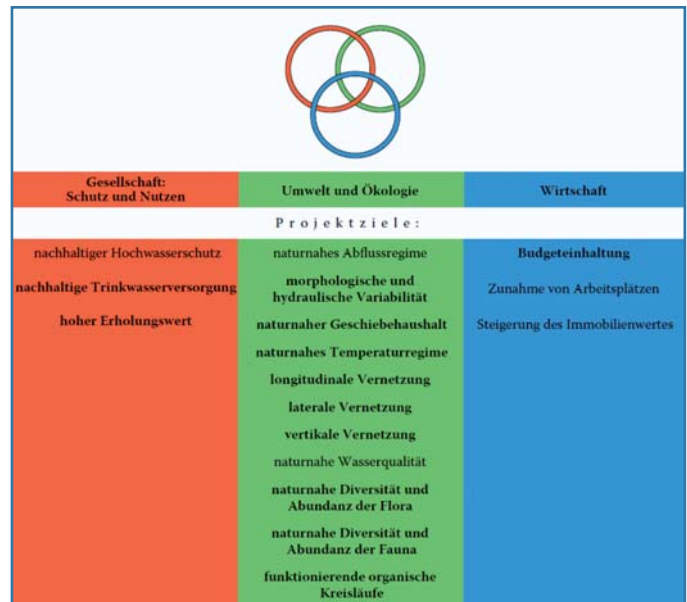 Gesellschaft:
Schutz und Nutzen
Umwelt und Ökologie
Wirtschaft
Projektziele:
nachhaltiger Hochwasserschutz
nachhaltige Trinkwasserversorgung
hoher Erholungswert
naturnahes Abflussregime
morphologische und
hydraulische Variabilität
naturnaher Geschiebehaushalt
naturnahes Temperaturregime
longitudinale Vernetzung
laterale Vernetzung
vertikale Vernetzung
naturnahe Wasserqualität
naturnahe Diversität und
Abundanz der Flora
naturnahe Diversität und
Abundanz der Fauna
funktionierende organische
Kreisläufe
Budgeteinhaltung
Zunahme von Arbeitsplätzen
Steigerung des Immobilienwertes